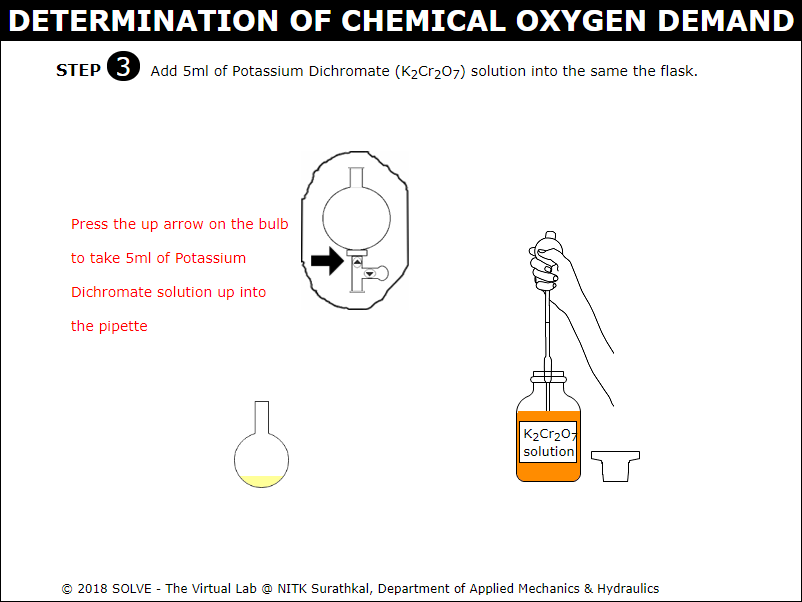 DETERMINATION OF CHEMICAL OXYGEN DEMAND
STEP 3 Add 5ml of Potassium Dichromate (K₂Cr₂O₇) solution into the same the flask.
Press the up arrow on the bulb
to take 5ml of Potassium
Dichromate solution up into
the pipette
K₂Cr₂O₇
solution
© 2018 SOLVE - The Virtual Lab @ NITK Surathkal, Department of Applied Mechanics & Hydraulics